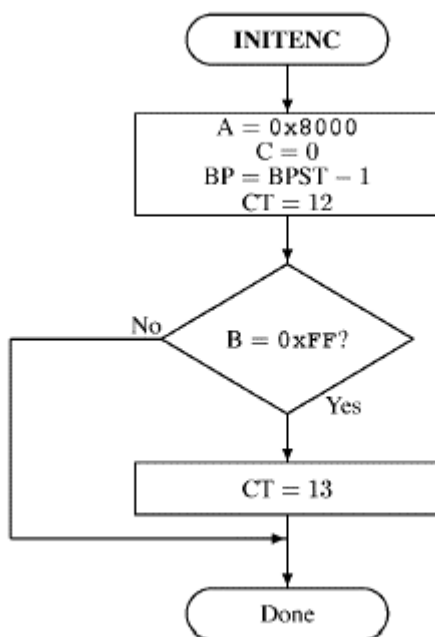 INITENC
A = 0x8000
C = 0
BP = BPST − 1
CT = 12
No
B = 0xFF?
Yes
CT = 13
Done